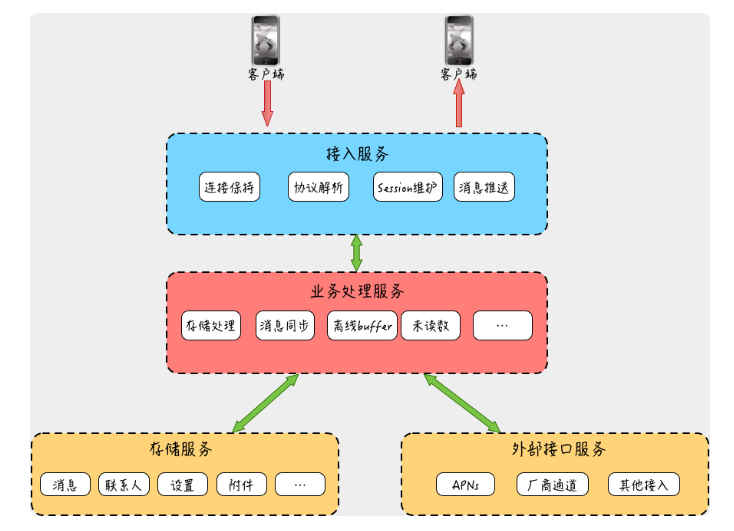 客户端
客户端
接入服务
连接保持
协议解析
Session维护
消息推送
业务处理服务
存储处理
消息同步
离线buffer
未读数
...
存储服务
外部接口服务
消息
联系人
设置
附件
...
APNs
厂商通道
其他接入